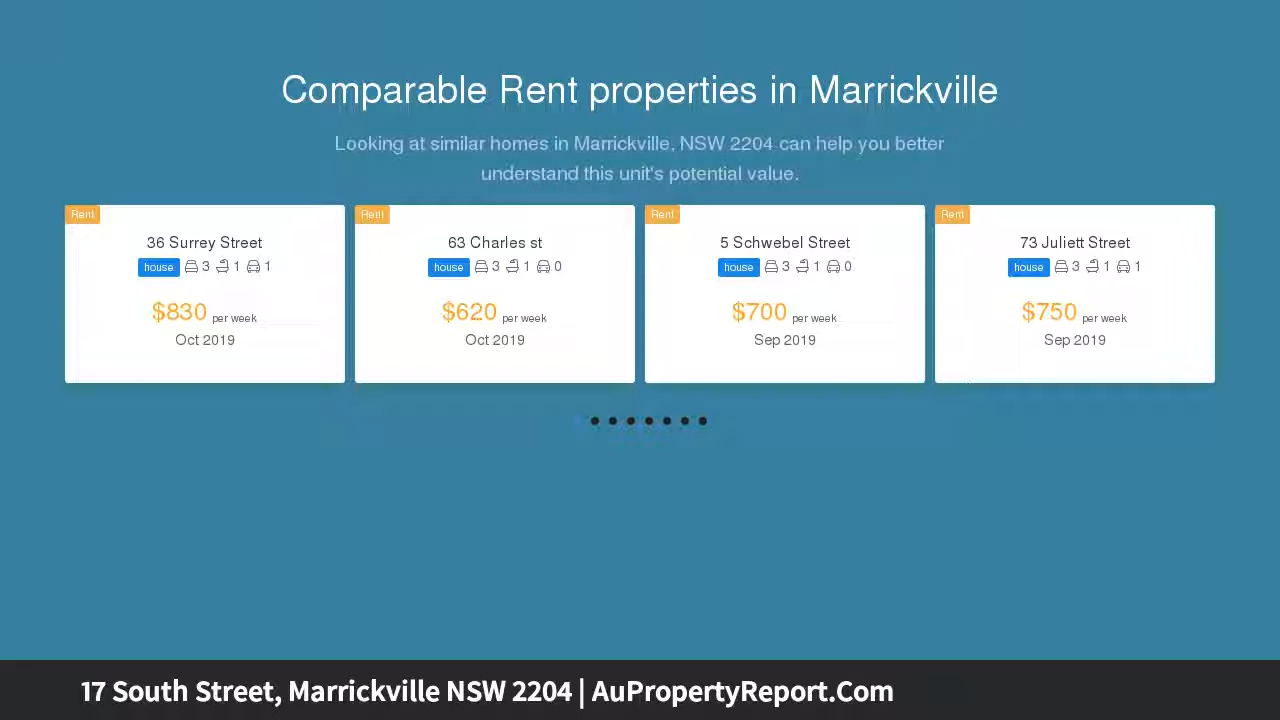 Comparable Rent properties in Marrickville
Looking at similar homes in Marrickville, NSW 2204 can help you better
understand this unit's potential value.
Rent
36 Surrey Street
house 3 1 1
$830 per week
Oct 2019
Rent
63 Charles st
house 3 1 0
$620 per week
Oct 2019
Rent
5 Schwebel Street
house 3 1 0
$700 per week
Sep 2019
Rent
73 Juliett Street
house 3 1 1
$750 per week
Sep 2019
17 South Street, Marrickville NSW 2204 | AuPropertyReport.Com